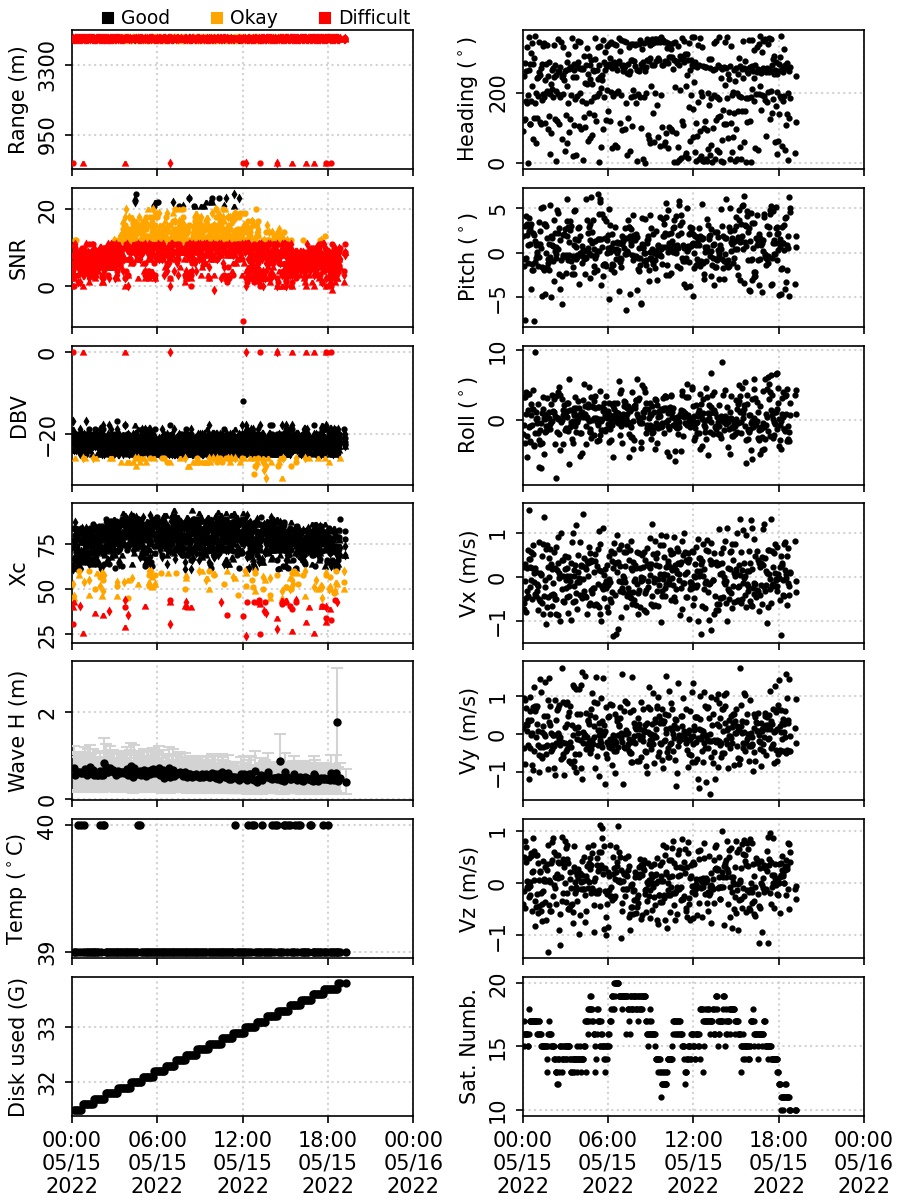 Good Okay Difficult
Range (m)
3300
950
Heading (°)
200
0
SNR
20
0
Pitch (°)
5
0
−5
DBV
0
−20
Roll (°)
10
0
Xc
75
50
25
Vx (m/s)
1
0
−1
Wave H (m)
2
0
Vy (m/s)
1
0
−1
Temp (°C)
40
39
Vz (m/s)
1
0
−1
Disk used (G)
33
32
Sat. Numb.
20
15
10
00:00 06:00 12:00 18:00 00:00
05/15 05/15 05/15 05/15 05/16
2022 2022 2022 2022 2022
00:00 06:00 12:00 18:00 00:00
05/15 05/15 05/15 05/15 05/16
2022 2022 2022 2022 2022